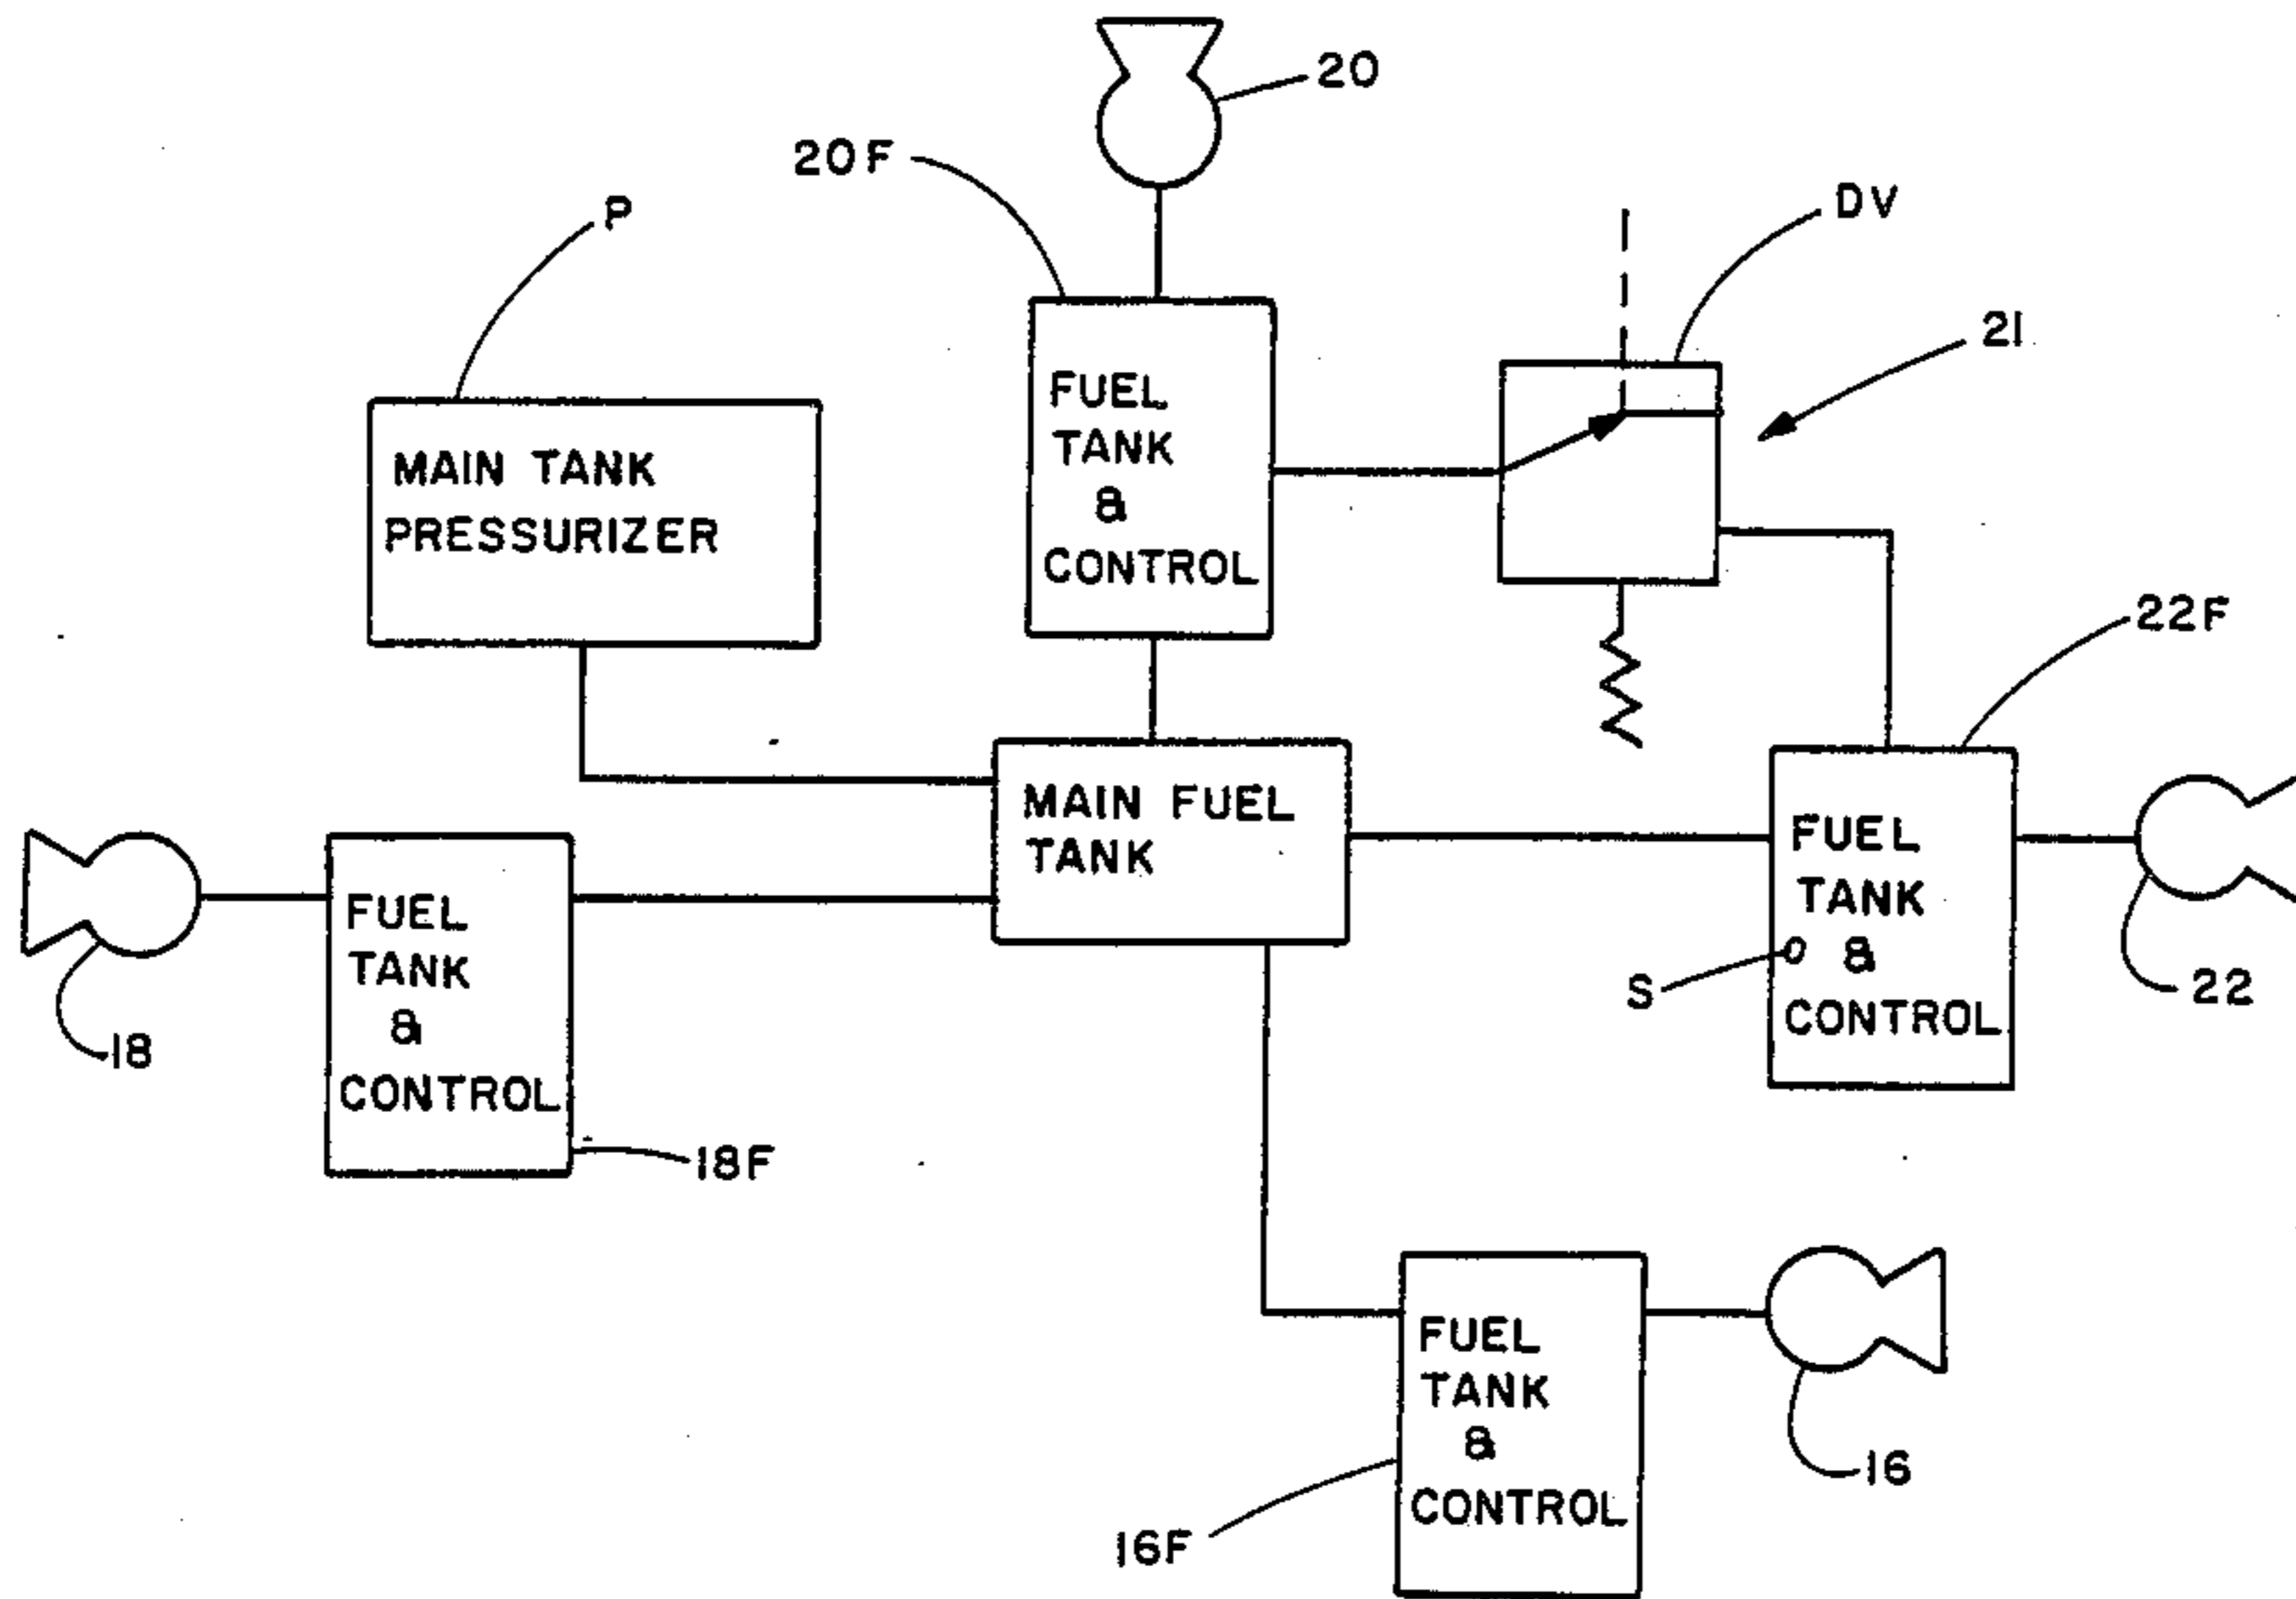 20
20F
P
DV
21
FUEL
TANK
&
CONTROL
MAIN TANK
PRESSURIZER
22F
MAIN FUEL
TANK
FUEL
TANK
&
CONTROL
S
22
FUEL
TANK
&
CONTROL
18
18F
FUEL
TANK
&
CONTROL
16
16F